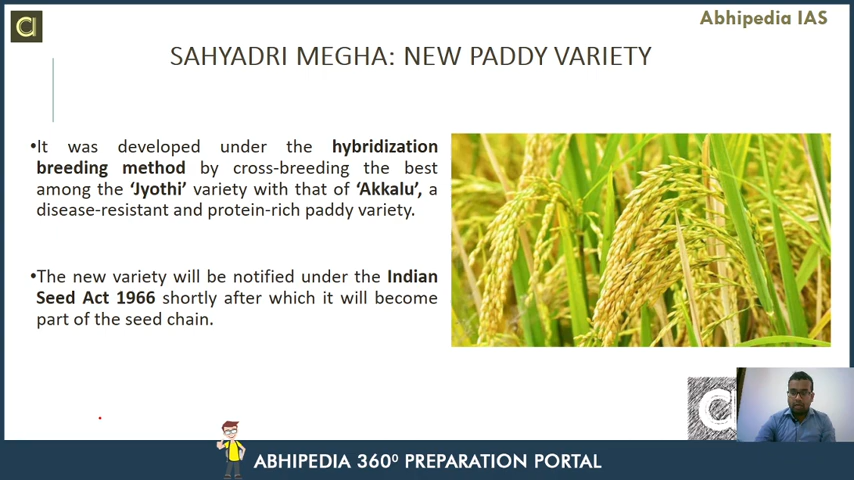 Abhipedia IAS
SAHYADRI MEGHA: NEW PADDY VARIETY
•It was developed under the hybridization
breeding method by cross-breeding the best
among the ‘Jyothi’ variety with that of ‘Akkalu’, a
disease-resistant and protein-rich paddy variety.
•The new variety will be notified under the Indian
Seed Act 1966 shortly after which it will become
part of the seed chain.
ABHIPEDIA 360⁰ PREPARATION PORTAL